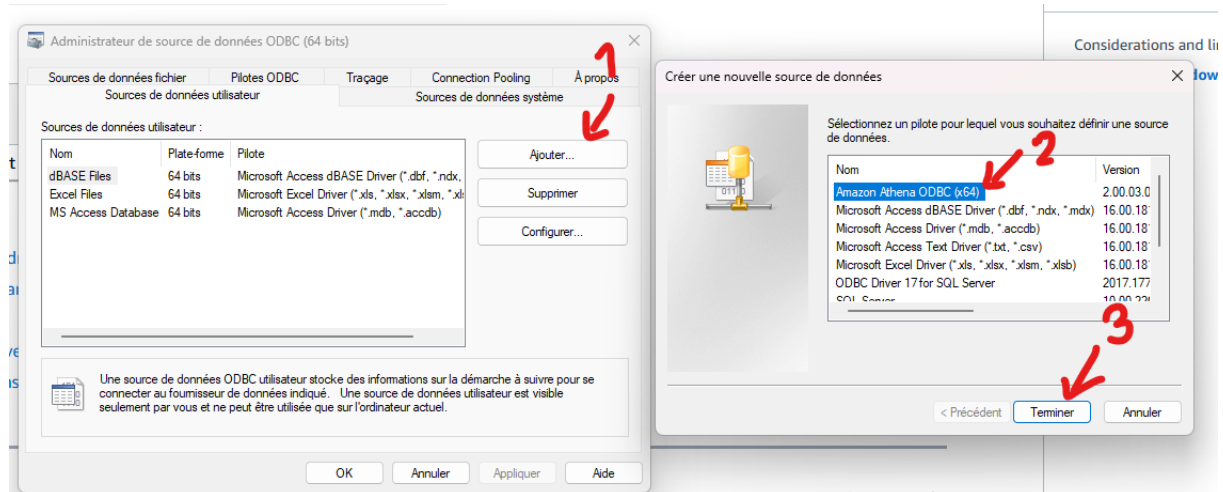 Administrateur de source de données ODBC (64 bits)
1
Sources de données fichier Pilotes ODBC Traçage Connection Pooling À propos
Sources de données utilisateur Sources de données système
Sources de données utilisateur :
Nom Plate-forme Pilote
dBASE Files 64 bits Microsoft Access dBASE Driver (*.dbf, *.ndx,
Excel Files 64 bits Microsoft Excel Driver (*.xls, *.xlsx, *.xlsm, *.xls
MS Access Database 64 bits Microsoft Access Driver (*.mdb, *.accdb)
Ajouter...
Supprimer
Configurer...
Une source de données ODBC utilisateur stocke des informations sur la démarche à suivre pour se
connecter au fournisseur de données indiqué. Une source de données utilisateur est visible
seulement par vous et ne peut être utilisée que sur l'ordinateur actuel.
OK Annuler Appliquer Aide
Considerations and li
Créer une nouvelle source de données
Sélectionnez un pilote pour lequel vous souhaitez définir une source
de données.
2
Nom Version
Amazon Athena ODBC (x64) 2.00.03.0
Microsoft Access dBASE Driver (*.dbf, *.ndx, *.mdx) 16.00.18
Microsoft Access Driver (*.mdb, *.accdb) 16.00.18
Microsoft Access Text Driver (*.txt, *.csv) 16.00.18
Microsoft Excel Driver (*.xls, *.xlsx, *.xlsm, *.xlsb) 16.00.18
ODBC Driver 17 for SQL Server 2017.177
SQL Server
3
< Précédent Terminer Annuler